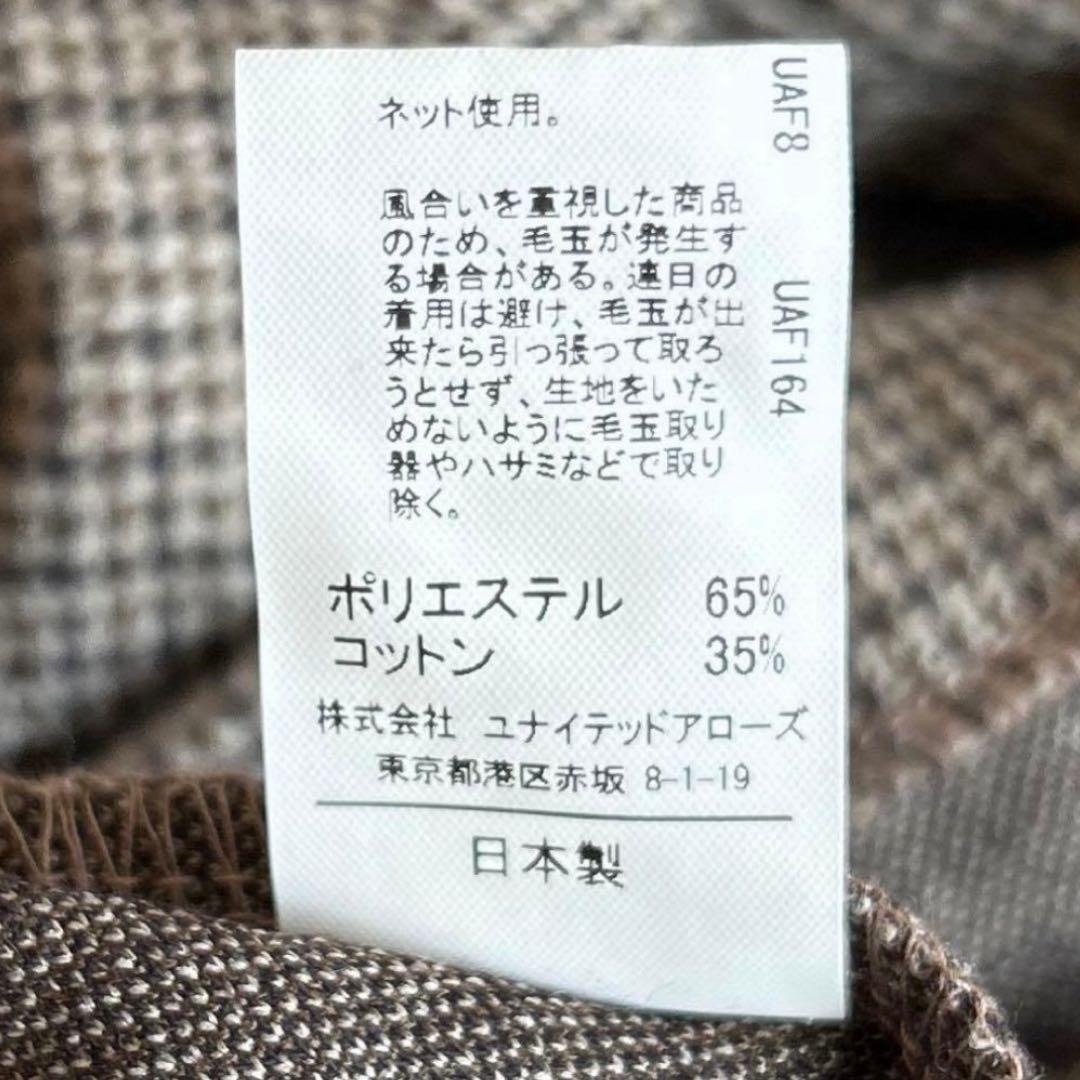 ネット使用。
風合いを重視した商品
のため、毛玉が発生す
る場合がある。連日の
着用は避け、毛玉が出
来たら引っ張って取ろ
うとせず、生地をいた
めないように毛玉取り
器やハサミなどで取り
除く。
ポリエステル 65%
コットン 35%
株式会社 ユナイテッドアローズ
東京都港区赤坂 8-1-19
日本製
UAF8 UAF164